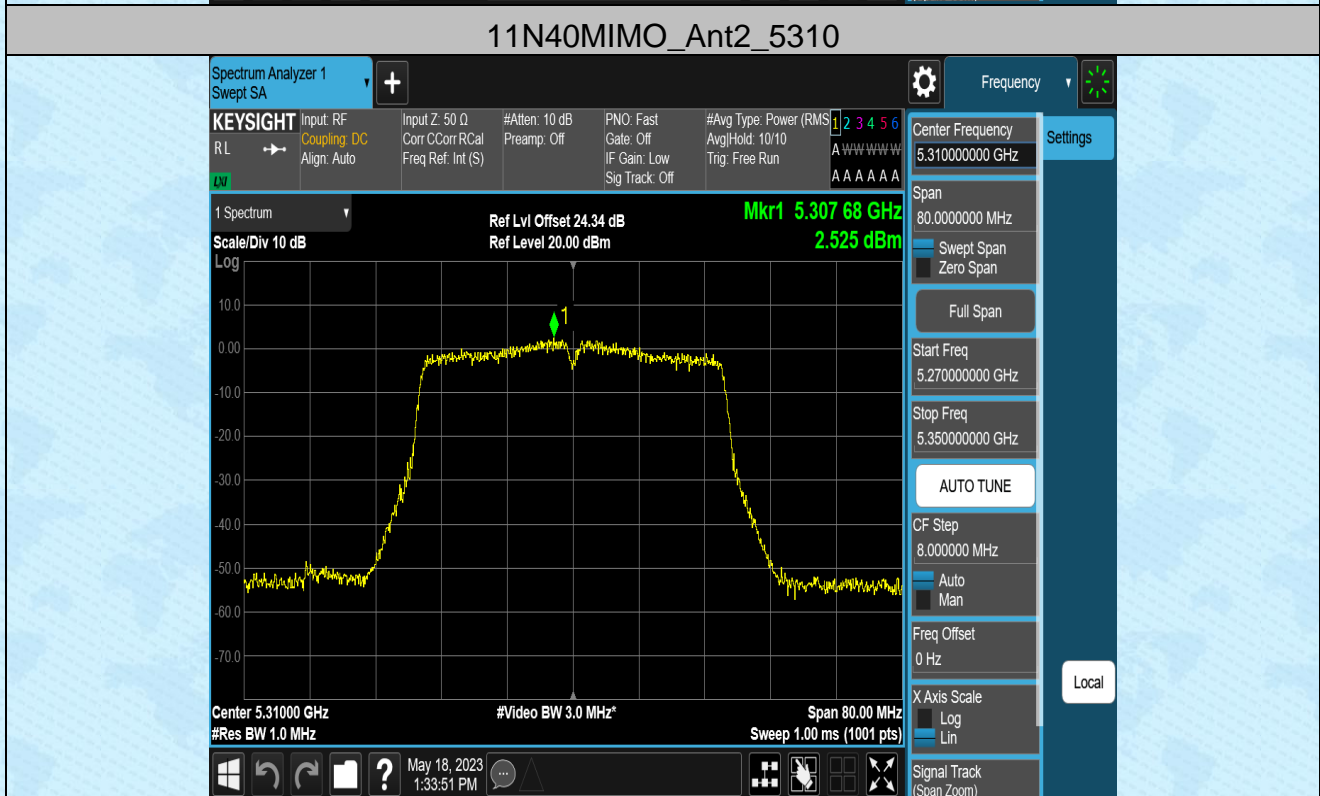 11N40MIMO_Ant2_5310
Spectrum Analyzer 1
Swept SA
+
Frequency
KEYSIGHT
RL
LXI
Input: RF
Coupling: DC
Align: Auto
Input Z: 50 Ω
Corr CCorr RCal
Freq Ref: Int (S)
#Atten: 10 dB
Preamp: Off
PNO: Fast
Gate: Off
IF Gain: Low
Sig Track: Off
#Avg Type: Power (RMS
Avg|Hold: 10/10
Trig: Free Run
1 2 3 4 5 6
A W W W W W
A A A A A A
Center Frequency
5.310000000 GHz
Settings
Span
80.0000000 MHz
Swept Span
Zero Span
Full Span
Start Freq
5.270000000 GHz
Stop Freq
5.350000000 GHz
AUTO TUNE
CF Step
8.000000 MHz
Auto
Man
Freq Offset
0 Hz
X Axis Scale
Log
Lin
Local
Signal Track
(Span Zoom)
1 Spectrum
Scale/Div 10 dB
Log
Ref Lvl Offset 24.34 dB
Ref Level 20.00 dBm
Mkr1 5.307 68 GHz
2.525 dBm
1
10.0
0.00
-10.0
-20.0
-30.0
-40.0
-50.0
-60.0
-70.0
Center 5.31000 GHz
#Res BW 1.0 MHz
#Video BW 3.0 MHz*
Span 80.00 MHz
Sweep 1.00 ms (1001 pts)
?
May 18, 2023
1:33:51 PM